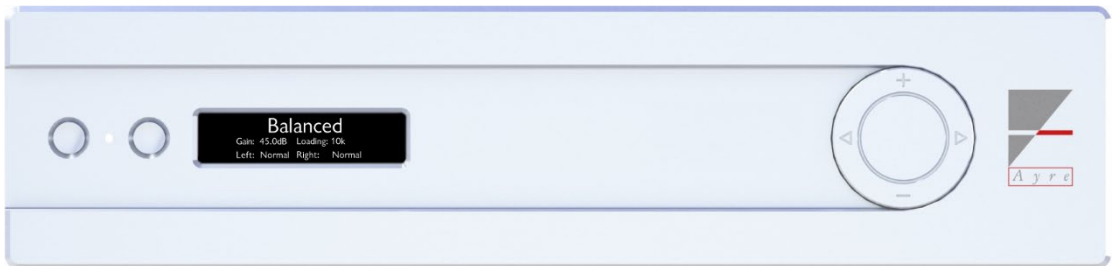 Balanced
Gain: 45.0dB Loading: 10k
Left: Normal Right: Normal
Ayre